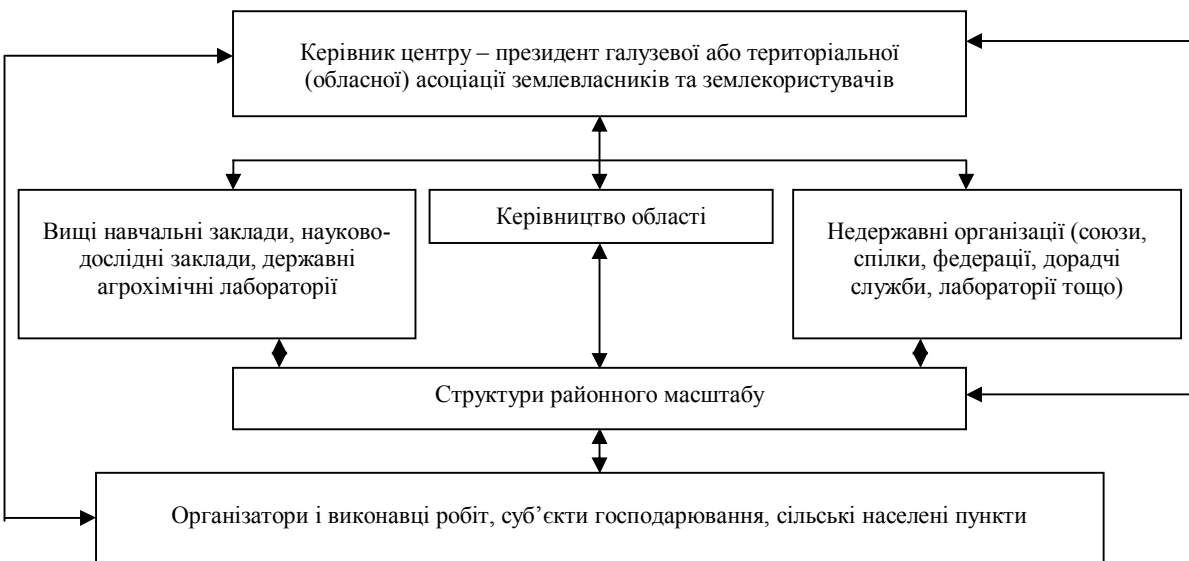 Керівник центру – президент галузевої або територіальної
(обласної) асоціації землевласників та землекористувачів
Вищі навчальні заклади, науково-
дослідні заклади, державні
агрохімічні лабораторії
Керівництво області
Недержавні організації (союзи,
спілки, федерації, дорадчі
служби, лабораторії тощо)
Структури районного масштабу
Організатори і виконавці робіт, суб’єкти господарювання, сільські населені пункти